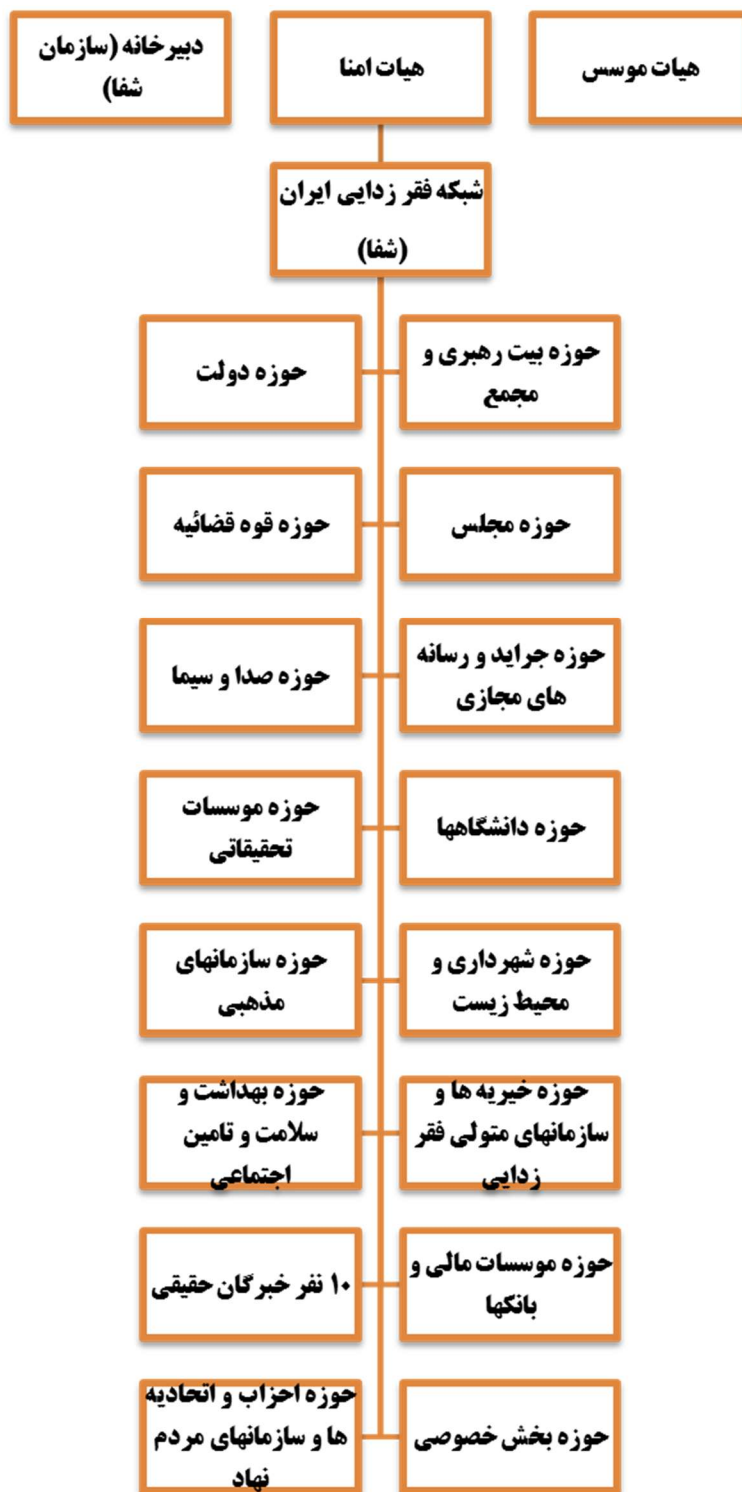 هیات موسس
هیات امنا
دبیرخانه (سازمان
شفا)
شبکه فقر زدایی ایران
(شفا)
حوزه بیت رهبری و
مجمع
حوزه دولت
حوزه مجلس
حوزه قوه قضائیه
حوزه جراید و رسانه
های مجازی
حوزه صدا و سیما
حوزه دانشگاهها
حوزه موسسات
تحقیقاتی
حوزه شهرداری و
محیط زیست
حوزه سازمانهای
مذهبی
حوزه خیریه ها و
سازمانهای متولی فقر
زدایی
حوزه بهداشت و
سلامت و تامین
اجتماعی
حوزه موسسات مالی و
بانکها
۱۰ نفر خبرگان حقیقی
حوزه بخش خصوصی
حوزه احزاب و اتحادیه
ها و سازمانهای مردم
نهاد